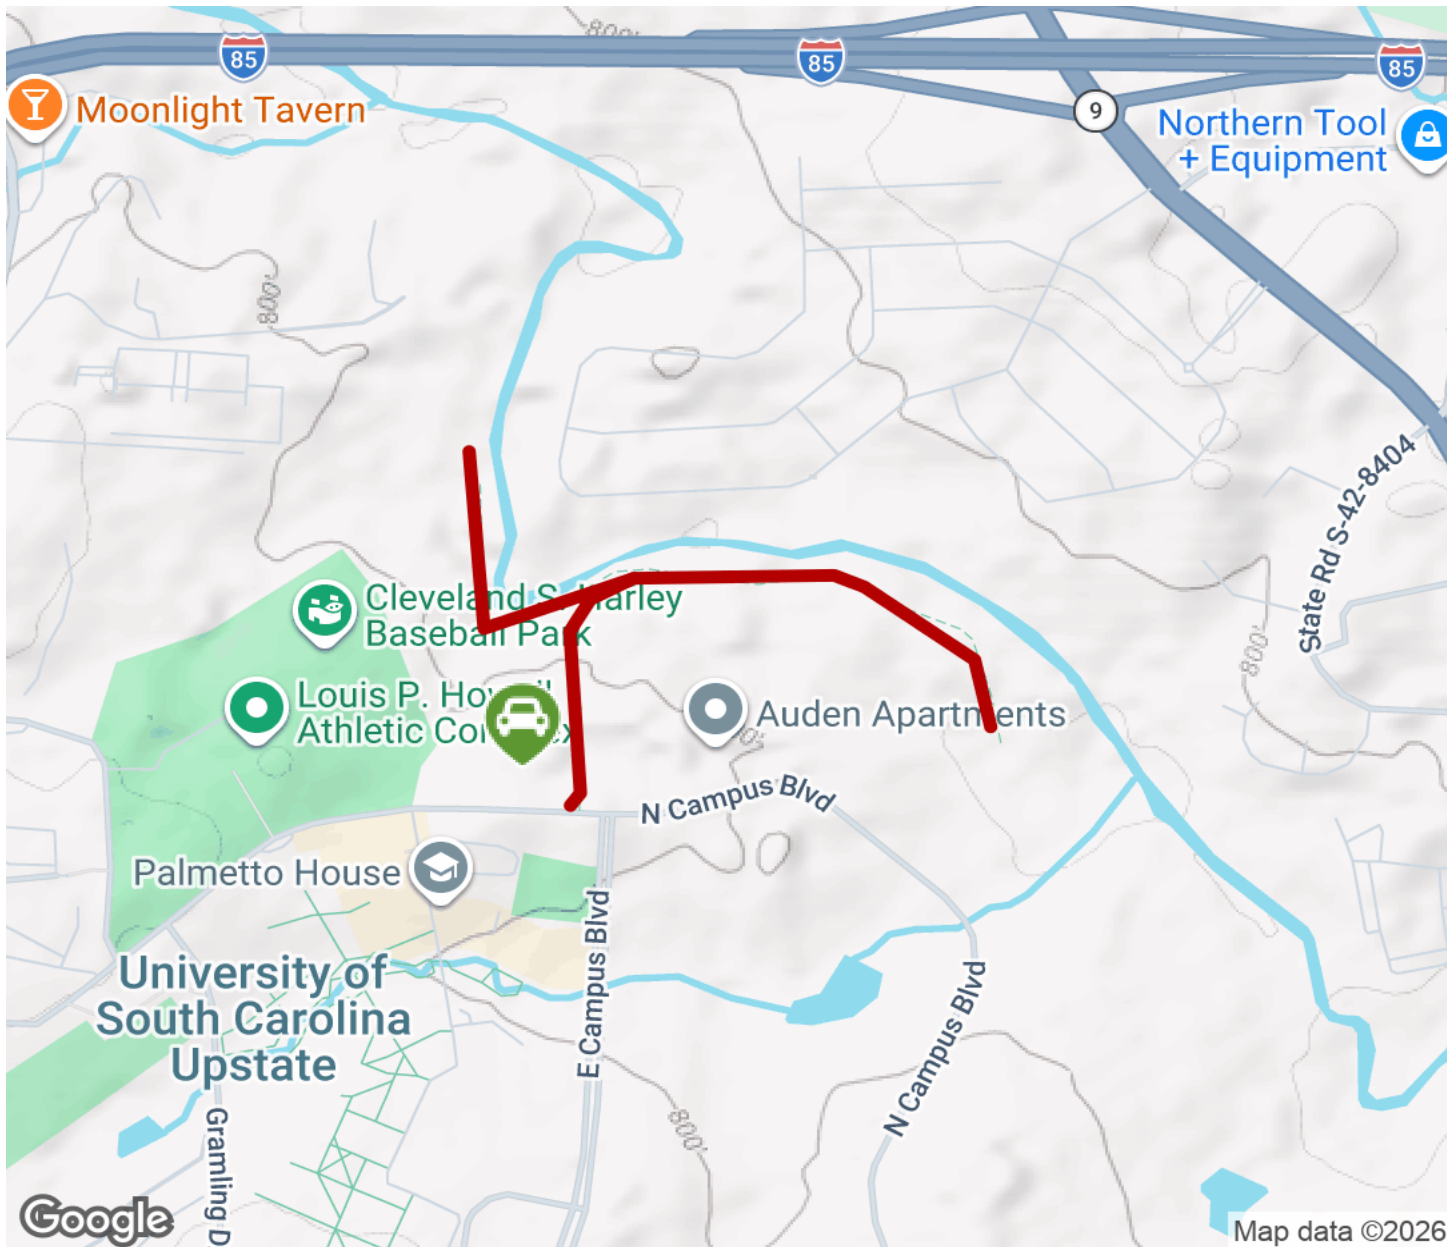 800'
85
85
85
Moonlight Tavern
9
Northern Tool
+ Equipment
800'
State Rd S-42-8404
Cleveland S. Harley
Baseball Park
800'
Louis P. Ho
Athletic Co
Auden Apartments
N Campus Blvd
Palmetto House
E Campus Blvd
University of
South Carolina
Upstate
N Campus Blvd
Gramling D
800'
Google
Map data ©2026